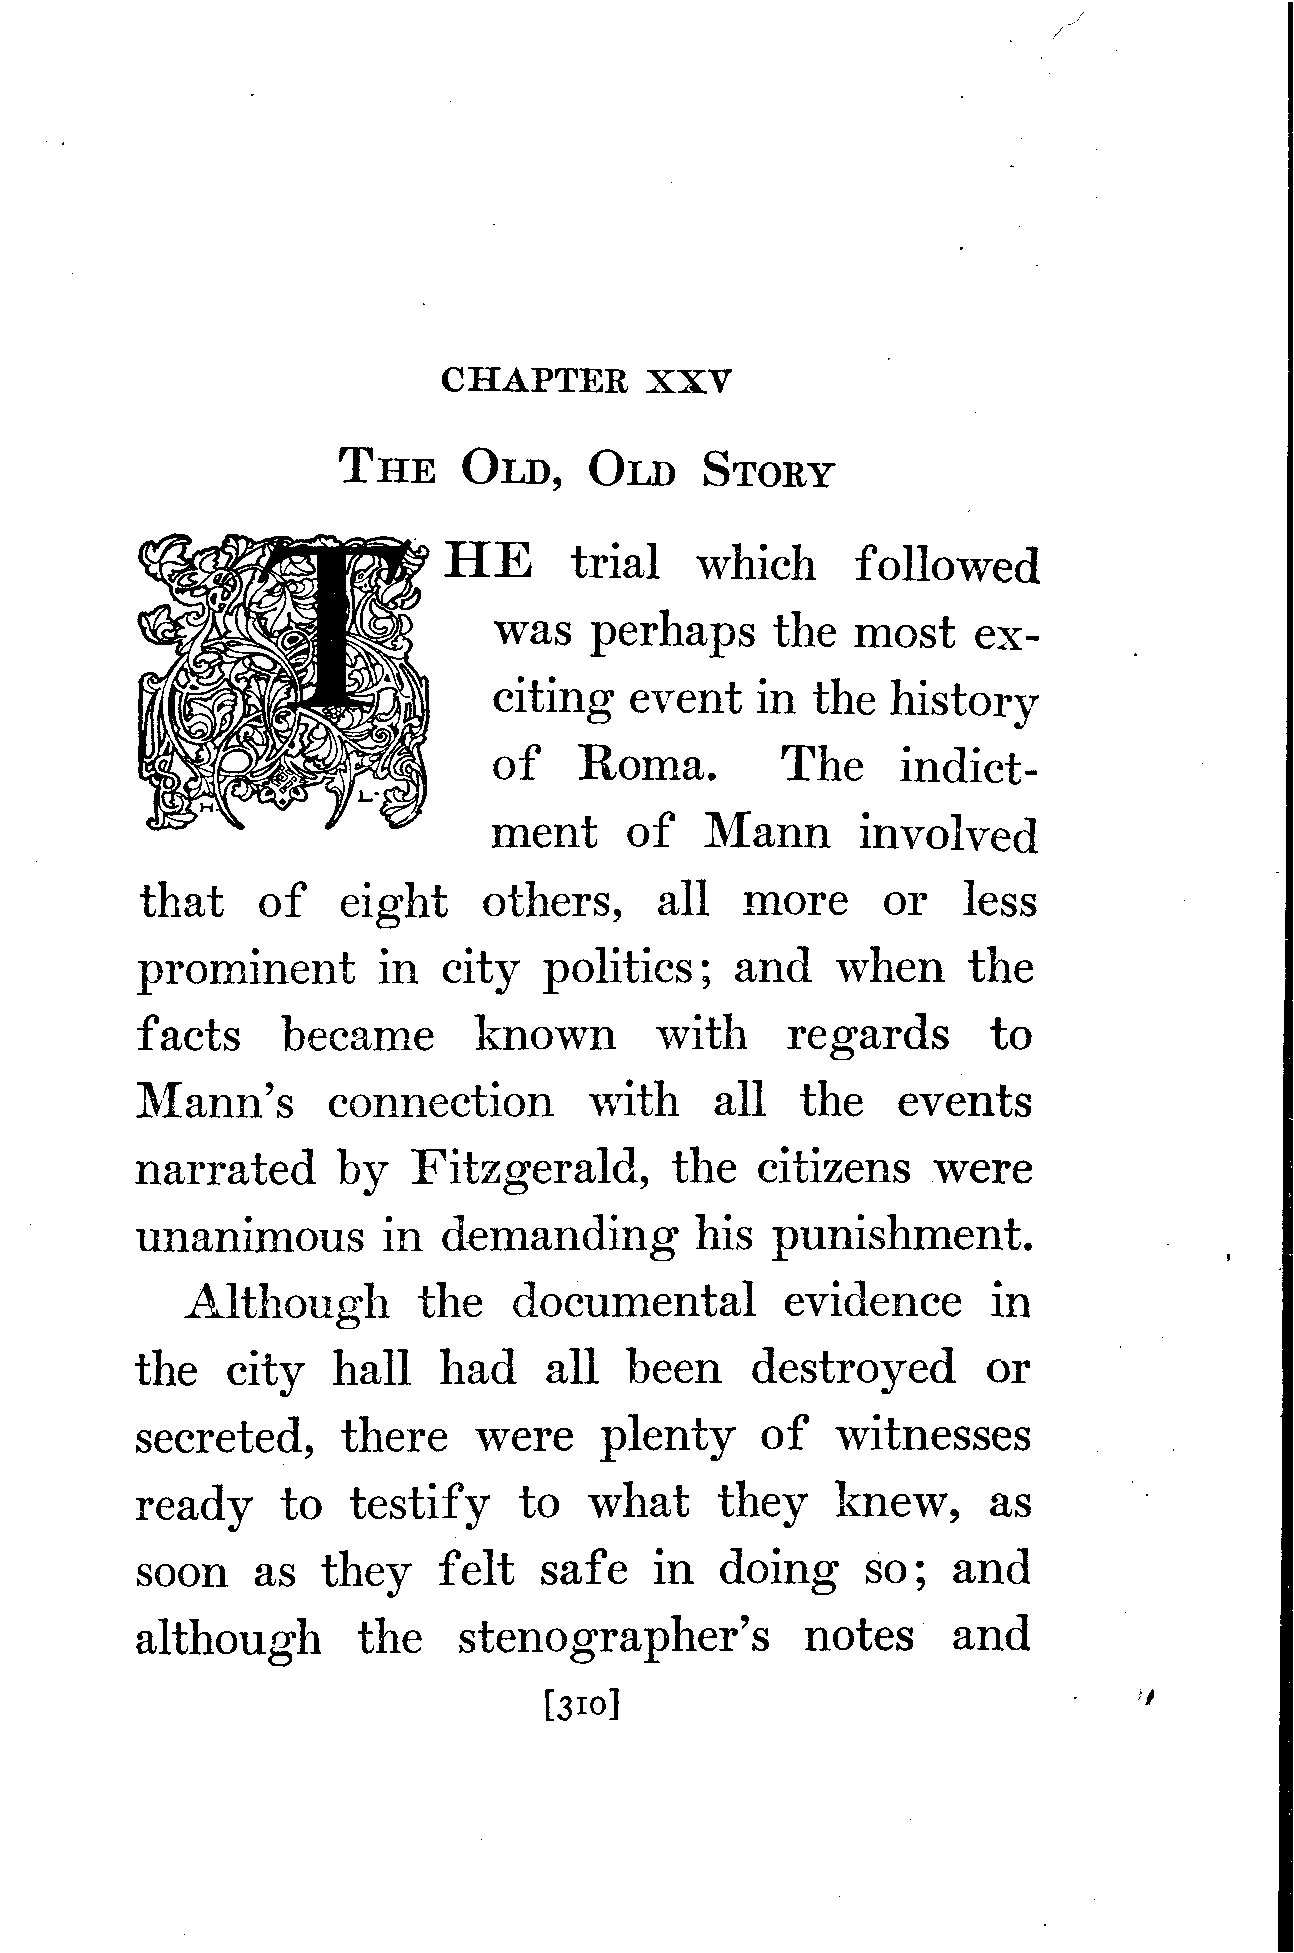 CHAPTER XXV
THE OLD, OLD STORY
THE trial which followed
was perhaps the most ex-
citing event in the history
of Roma. The indict-
ment of Mann involved
that of eight others, all more or less
prominent in city politics; and when the
facts became known with regards to
Mann's connection with all the events
narrated by Fitzgerald, the citizens were
unanimous in demanding his punishment.
Although the documental evidence in
the city hall had all been destroyed or
secreted, there were plenty of witnesses
ready to testify to what they knew, as
soon as they felt safe in doing so; and
although the stenographer's notes and
[310]